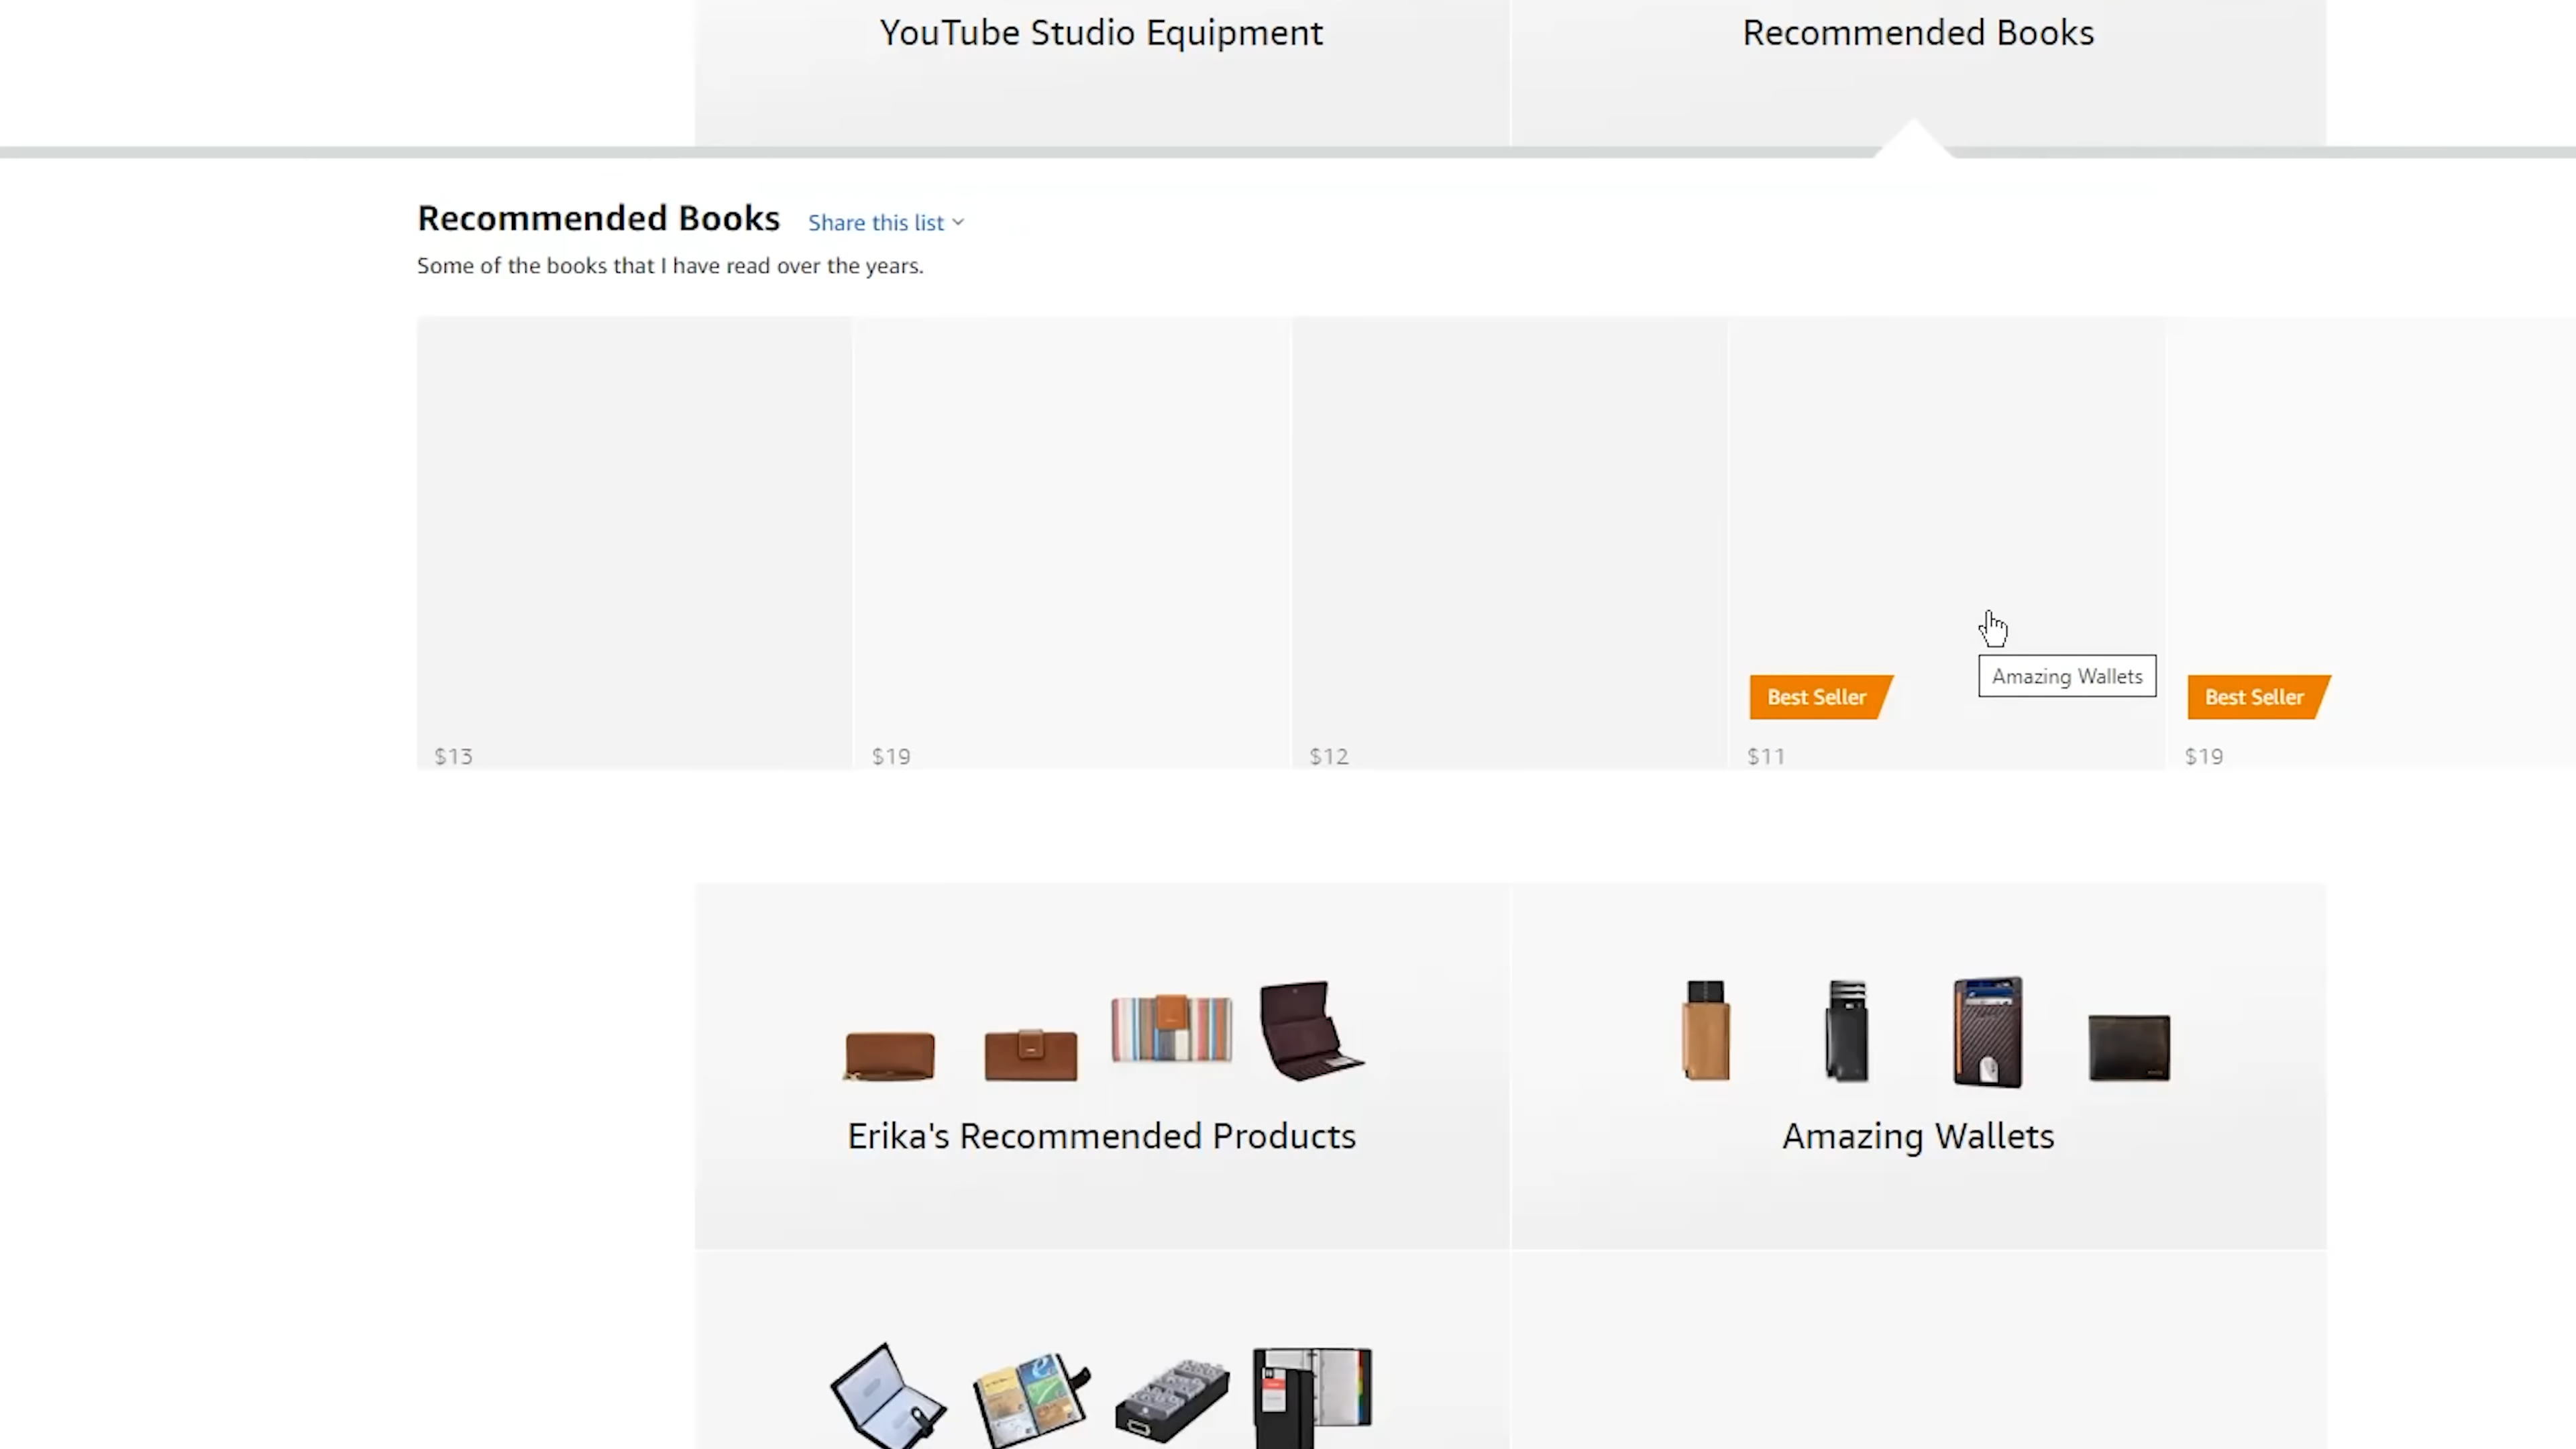 YouTube Studio Equipment
Recommended Books
Recommended Books
Share this list
Some of the books that I have read over the years.
Amazing Wallets
Best Seller
Best Seller
$13
$19
$12
$11
$19
Erika's Recommended Products
Amazing Wallets